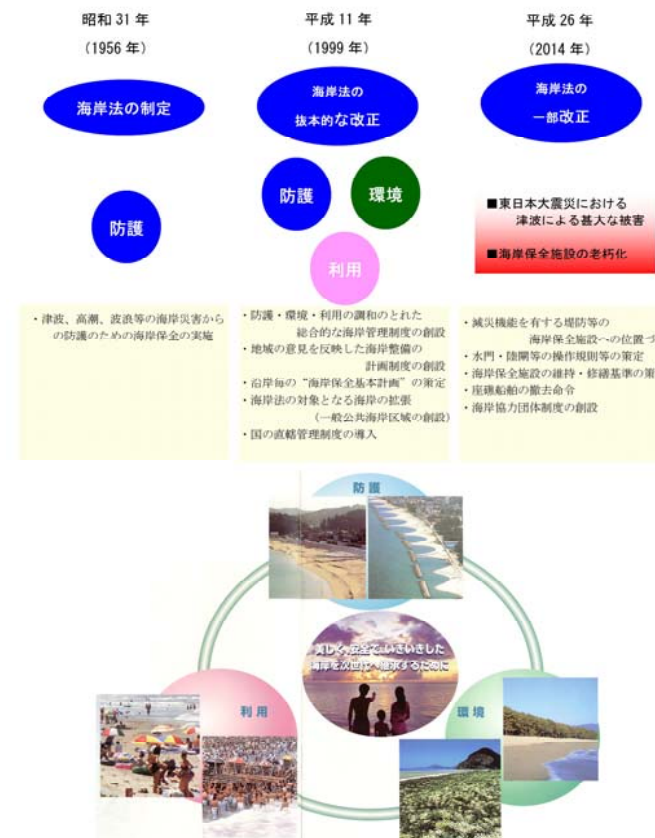 昭和 31 年
(1956 年)
海岸法の制定
防護
・津波、高潮、波浪等の海岸災害から
の防護のための海岸保全の実施
平成 11 年
(1999 年)
海岸法の
抜本的な改正
防護
環境
利用
・防護・環境・利用の調和のとれた
総合的な海岸管理制度の創設
・地域の意見を反映した海岸整備の
計画制度の創設
・沿岸毎の“海岸保全基本計画”の策定
・海岸法の対象となる海岸の拡張
(一般公共海岸区域の創設)
・国の直轄管理制度の導入
平成 26 年
(2014 年)
海岸法の
一部改正
■東日本大震災における
津波による甚大な被害
■海岸保全施設の老朽化
・減災機能を有する堤防等の
海岸保全施設への位置づ
・水門・陸閘等の操作規則等の策定
・海岸保全施設の維持・修繕基準の策
・座礁船舶の撤去命令
・海岸協力団体制度の創設
防護
美しく、安全で、いきいきした
海岸を次世代へ継承するために
利用
環境